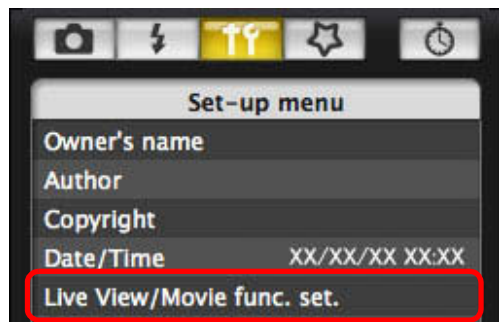 Set-up menu
Owner's name
Author
Copyright
Date/Time XX/XX/XX XX:XX
Live View/Movie func. set.